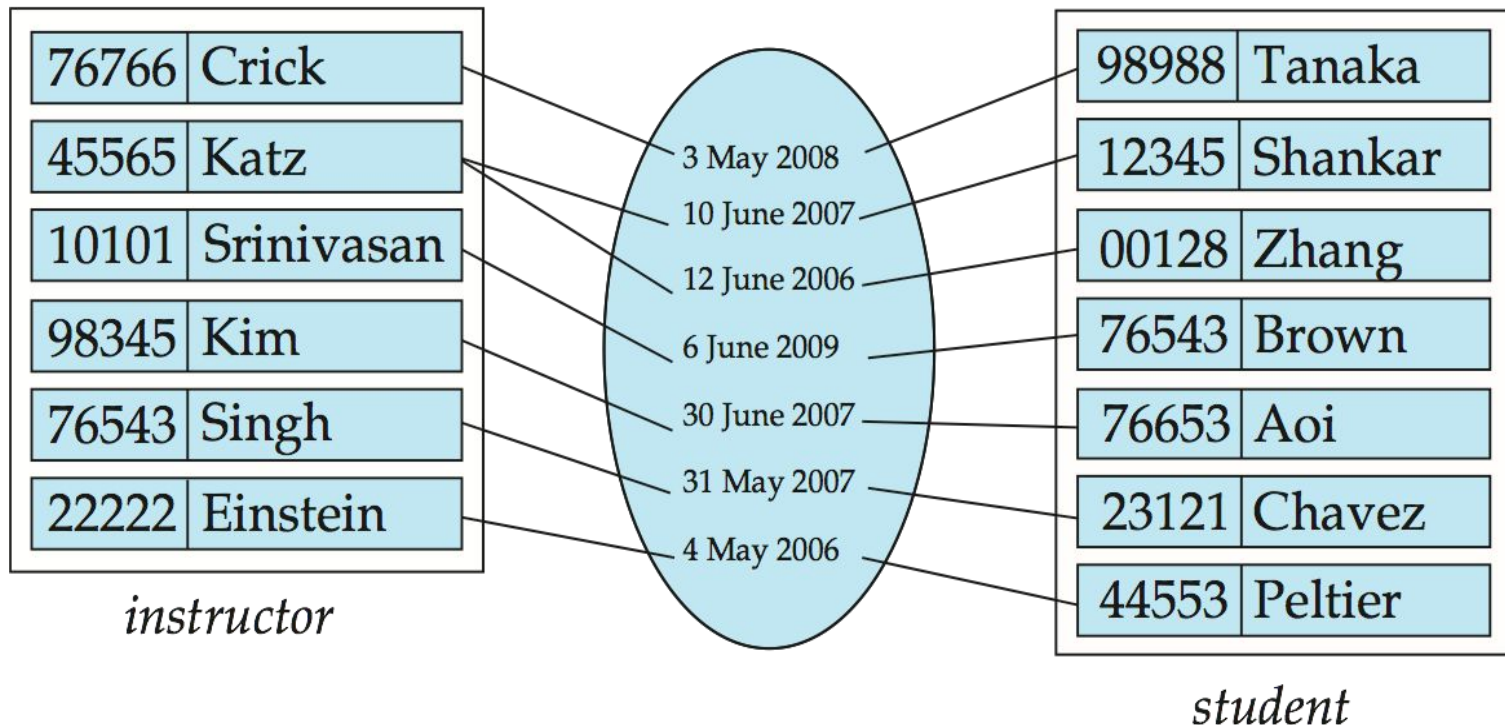 76766 Crick
45565 Katz
10101 Srinivasan
98345 Kim
76543 Singh
22222 Einstein
instructor
3 May 2008
10 June 2007
12 June 2006
6 June 2009
30 June 2007
31 May 2007
4 May 2006
98988 Tanaka
12345 Shankar
00128 Zhang
76543 Brown
76653 Aoi
23121 Chavez
44553 Peltier
student